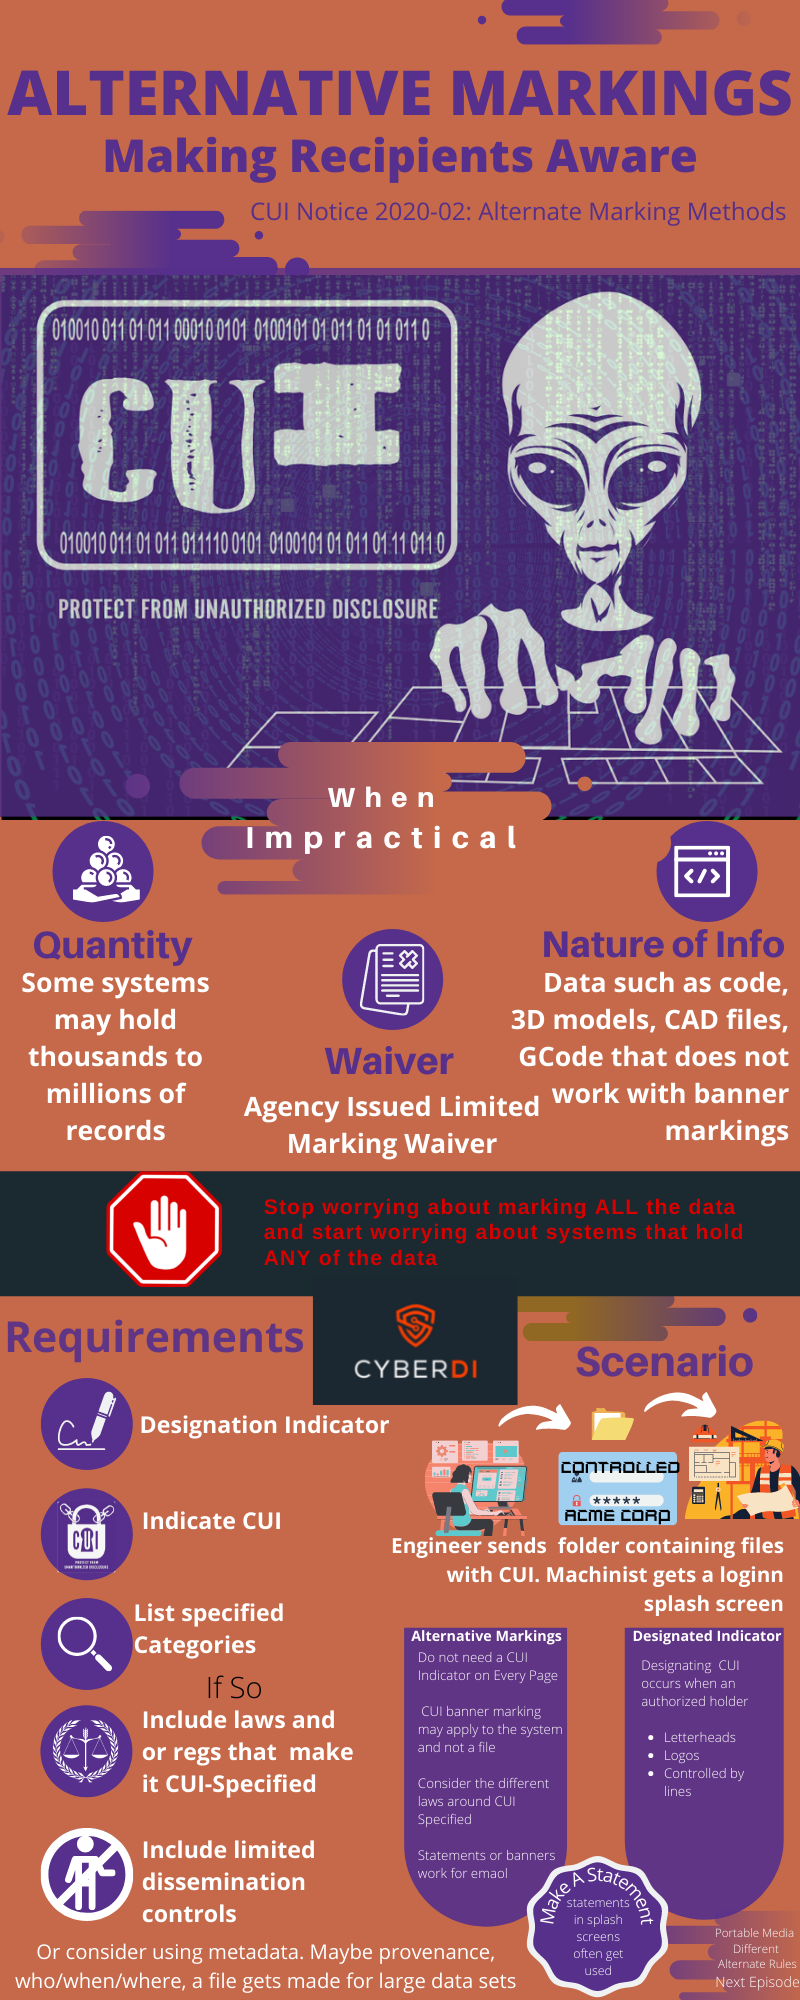 ALTERNATIVE MARKINGS
Making Recipients Aware
CUI Notice 2020-02: Alternate Marking Methods
010010 011 01 011 00010 0101 0100101 01 011 01 01 011 0
CUI
010010 011 01 011 011110 0101 0100101 01 011 01 11 011 0
PROTECT FROM UNAUTHORIZED DISCLOSURE
When
Impractical
Quantity
Some systems
may hold
thousands to
millions of
records
Waiver
Agency Issued Limited
Marking Waiver
Nature of Info
Data such as code,
3D models, CAD files,
GCode that does not
work with banner
markings
Stop worrying about marking ALL the data
and start worrying about systems that hold
ANY of the data
CYBERDI
Requirements
Designation Indicator
CUI
PROTECT FROM
UNAUTHORIZED DISCLOSURE
Indicate CUI
List specified
Categories
If So
Include laws and
or regs that make
it CUI-Specified
Include limited
dissemination
controls
Or consider using metadata. Maybe provenance,
who/when/where, a file gets made for large data sets
Scenario
CONTROLLED
*****
ACME CORP
Engineer sends folder containing files
with CUI. Machinist gets a loginn
splash screen
Alternative Markings
Do not need a CUI
Indicator on Every Page
CUI banner marking
may apply to the system
and not a file
Consider the different
laws around CUI
Specified
Statements or banners
work for emaol
Designated Indicator
Designating CUI
occurs when an
authorized holder
• Letterheads
• Logos
• Controlled by
lines
Make A Statement
statements
in splash
screens
often get
used
Portable Media
Different
Alternate Rules
Next Episode